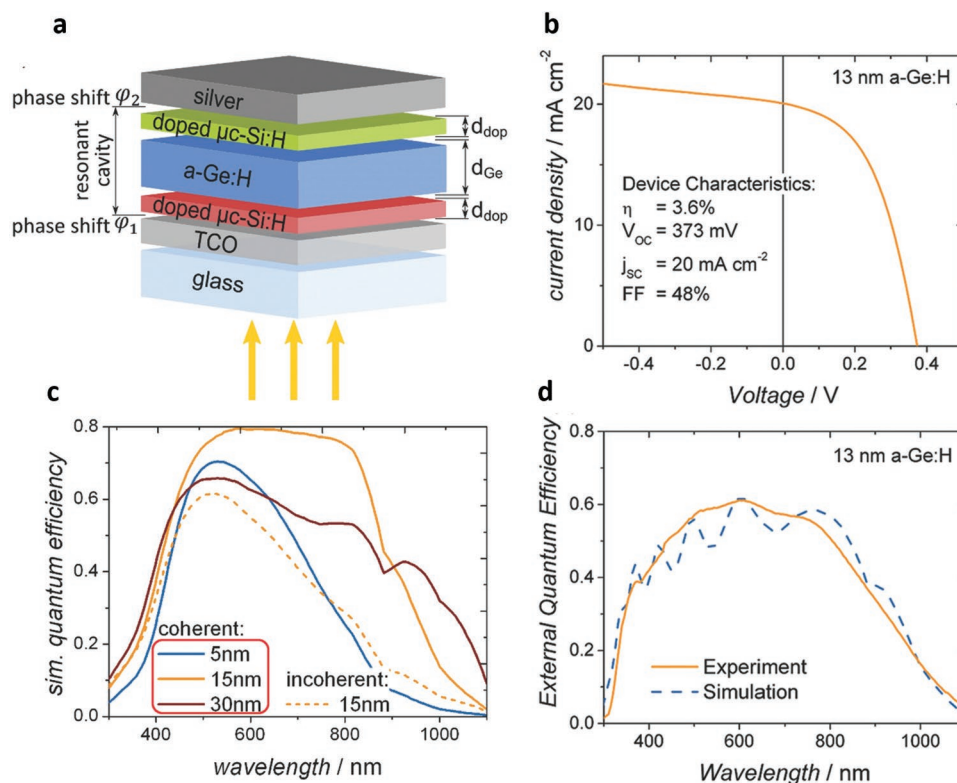 a
phase shift φ₂
silver
doped µc-Si:H
d_dop
resonant
cavity
a-Ge:H
d_Ge
doped µc-Si:H
d_dop
phase shift φ₁
TCO
glass
b
13 nm a-Ge:H
current density / mA cm⁻²
20
10
0
Device Characteristics:
η = 3.6%
V_OC = 373 mV
j_SC = 20 mA cm⁻²
FF = 48%
-0.4 -0.2 0.0 0.2 0.4
Voltage / V
c
sim. quantum efficiency
0.8
0.6
0.4
0.2
0.0
coherent:
5nm
15nm
30nm
incoherent:
15nm
400 600 800 1000
wavelength / nm
d
13 nm a-Ge:H
External Quantum Efficiency
0.8
0.6
0.4
0.2
0.0
Experiment
Simulation
400 600 800 1000
Wavelength / nm